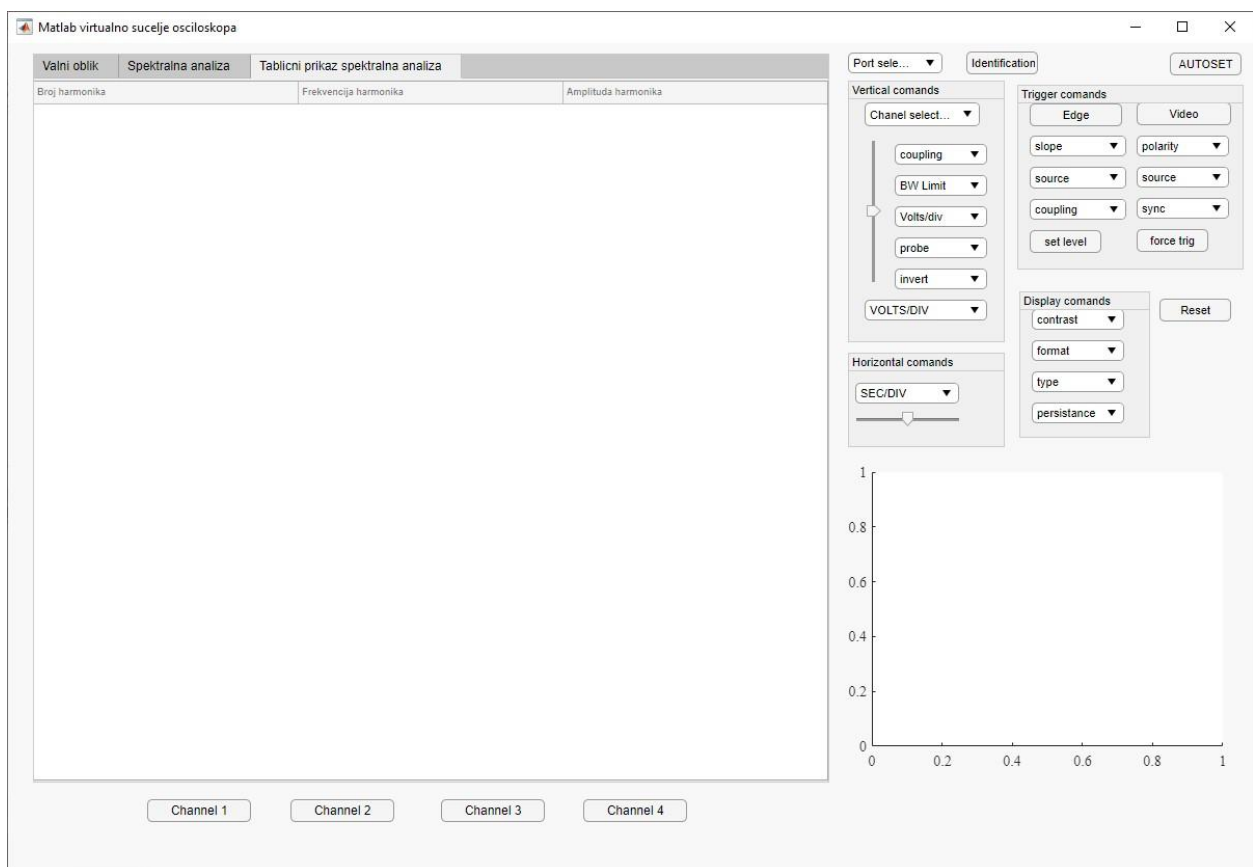 Matlab virtualno sucelje osciloskopa
Valni oblik Spektralna analiza Tablicni prikaz spektralna analiza
Broj harmonika Frekvencija harmonika Amplituda harmonika
Port sele... Identification AUTOSET
Vertical comands
Chanel select...
coupling
BW Limit
Volts/div
probe
invert
VOLTS/DIV
Horizontal comands
SEC/DIV
Trigger comands
Edge Video
slope polarity
source source
coupling sync
set level force trig
Display comands
contrast
format
type
persistance
Reset
1
0.8
0.6
0.4
0.2
0
0 0.2 0.4 0.6 0.8 1
Channel 1 Channel 2 Channel 3 Channel 4